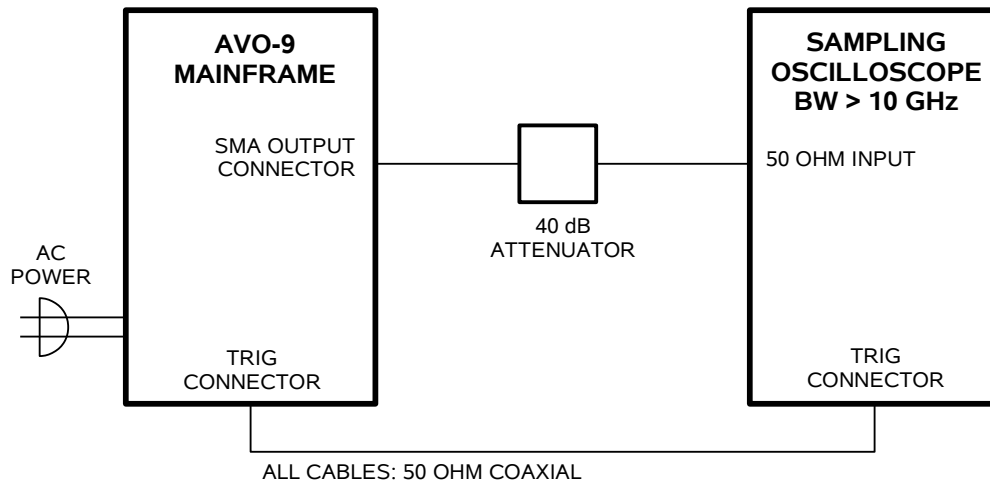 AVO-9
MAINFRAME
SAMPLING
OSCILLOSCOPE
BW > 10 GHz
SMA OUTPUT
CONNECTOR
50 OHM INPUT
40 dB
ATTENUATOR
AC
POWER
TRIG
CONNECTOR
TRIG
CONNECTOR
ALL CABLES: 50 OHM COAXIAL